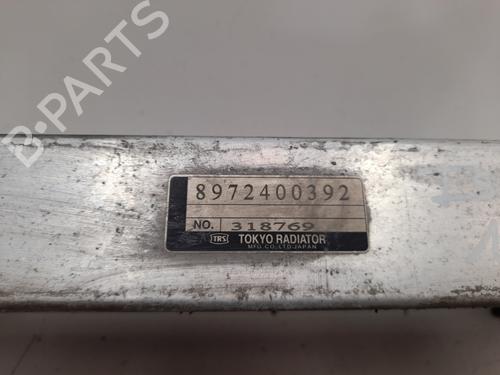 8972400392
NO. 318769
TRS TOKYO RADIATOR
MFG.CO.,LTD-JAPAN
B-PARTS